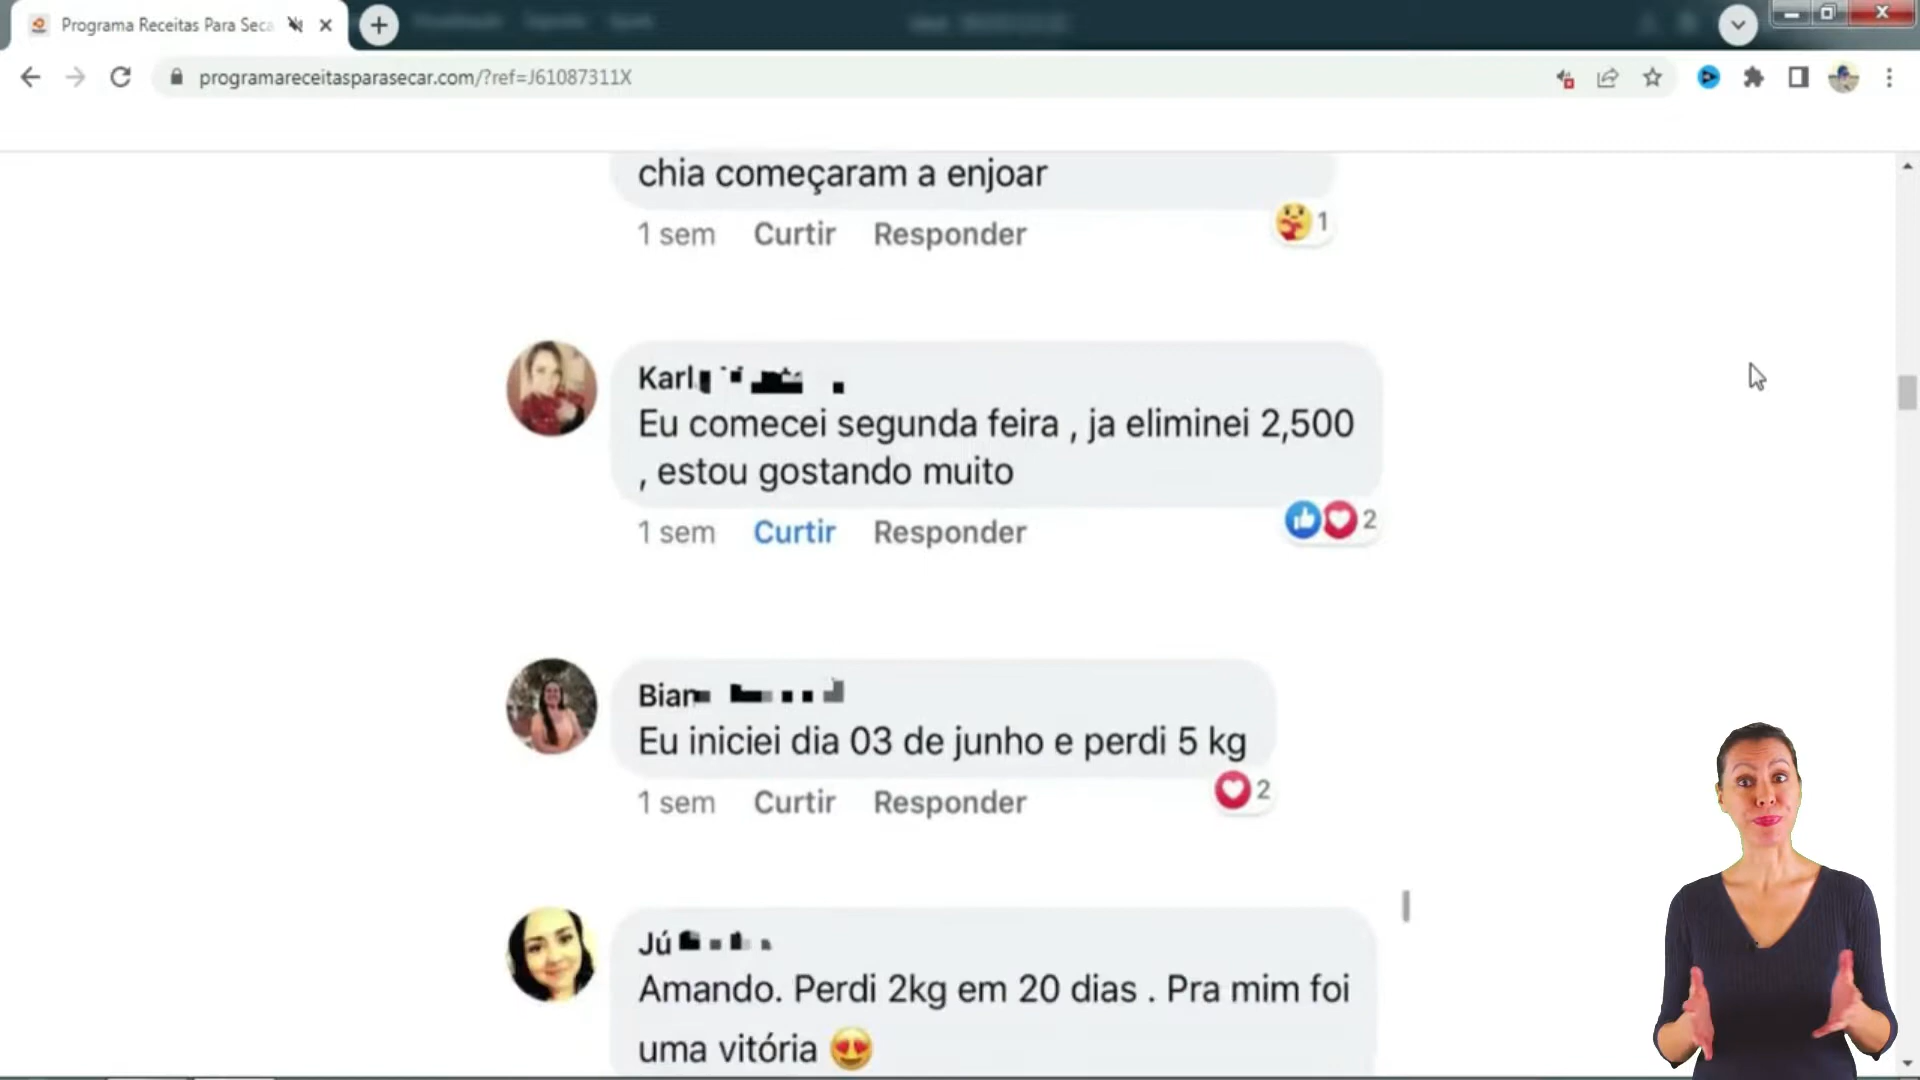 Programa Receitas Para Seca
programareceitasparasecar.com/?ref=J61087311X
chia começaram a enjoar
1 sem Curtir Responder
1
Karl
Eu comecei segunda feira , ja eliminei 2,500
, estou gostando muito
1 sem Curtir Responder
2
Bian
Eu iniciei dia 03 de junho e perdi 5 kg
1 sem Curtir Responder
2
Jú
Amando. Perdi 2kg em 20 dias . Pra mim foi
uma vitória 😍